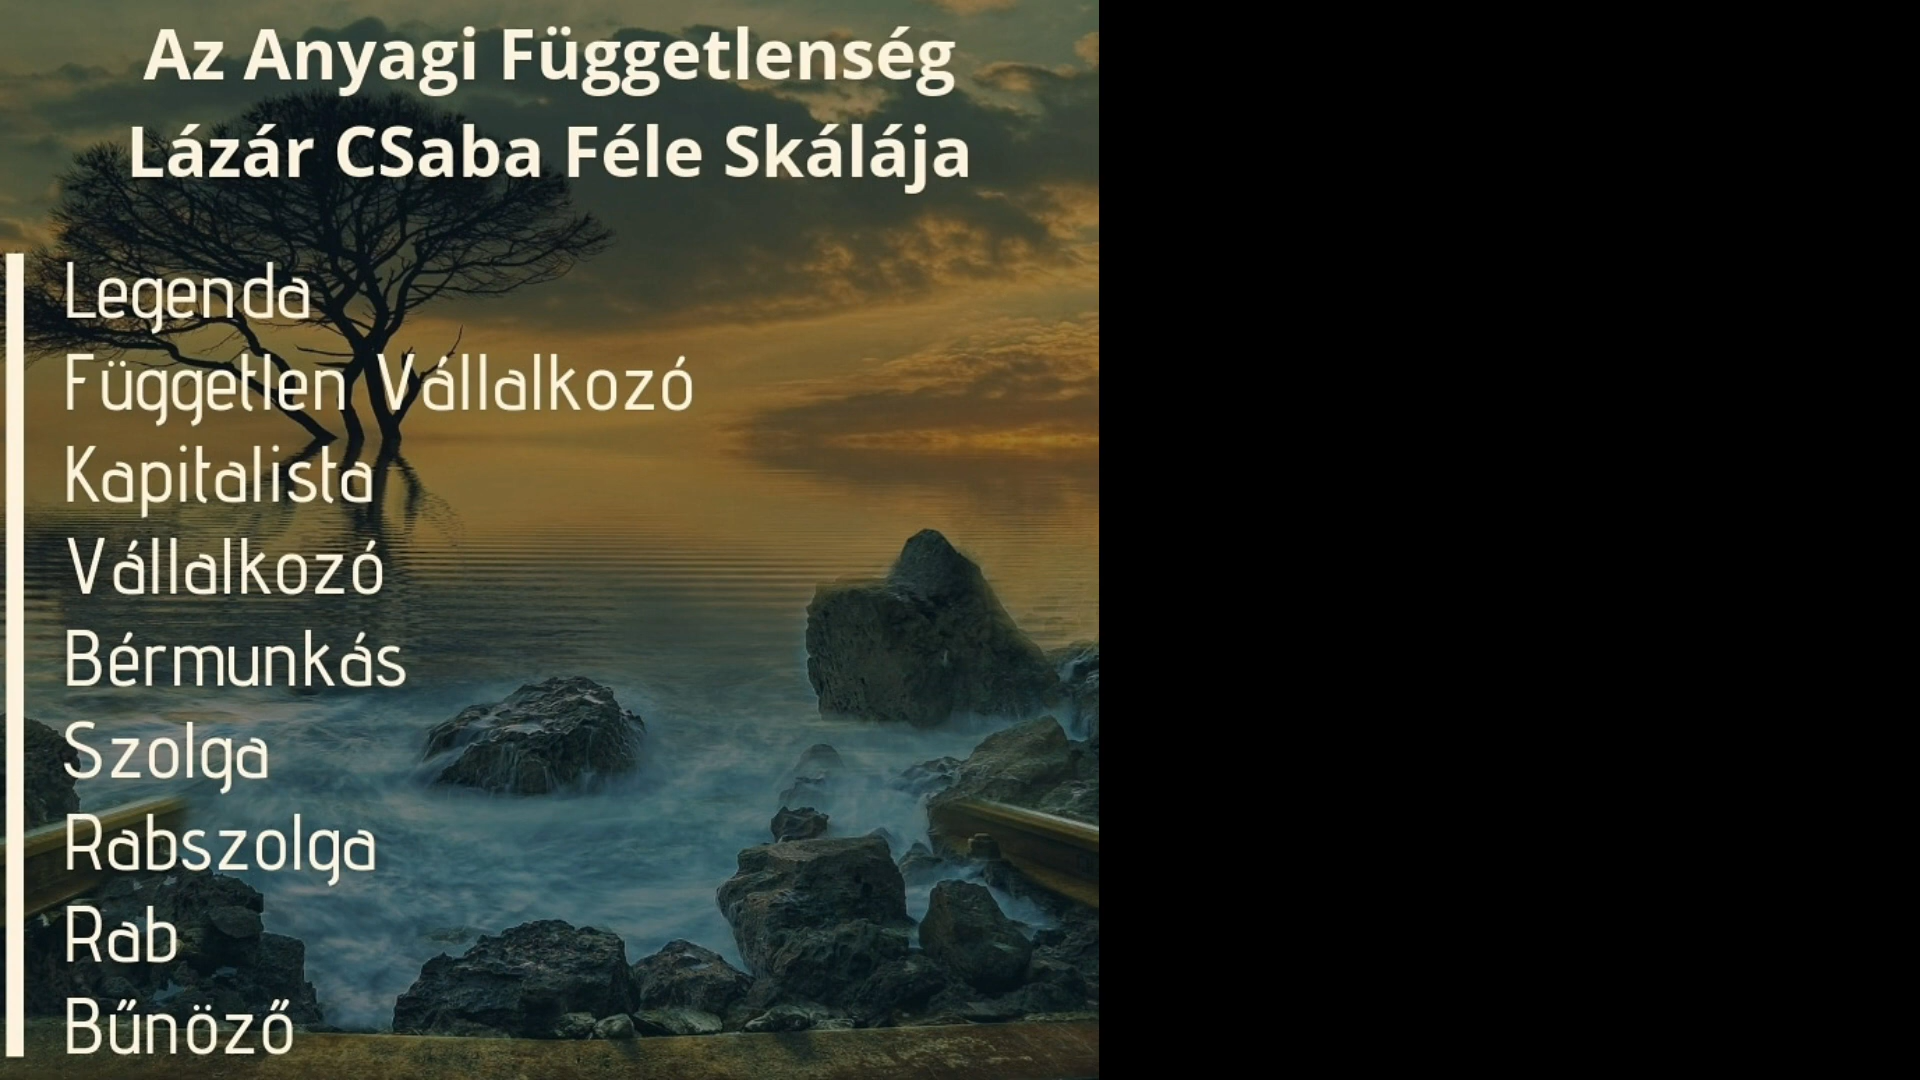 Az Anyagi Függetlenség
Lázár CSaba Féle Skálája
Legenda
Független Vállalkozó
Kapitalista
Vállalkozó
Bérmunkás
Szolga
Rabszolga
Rab
Bűnöző